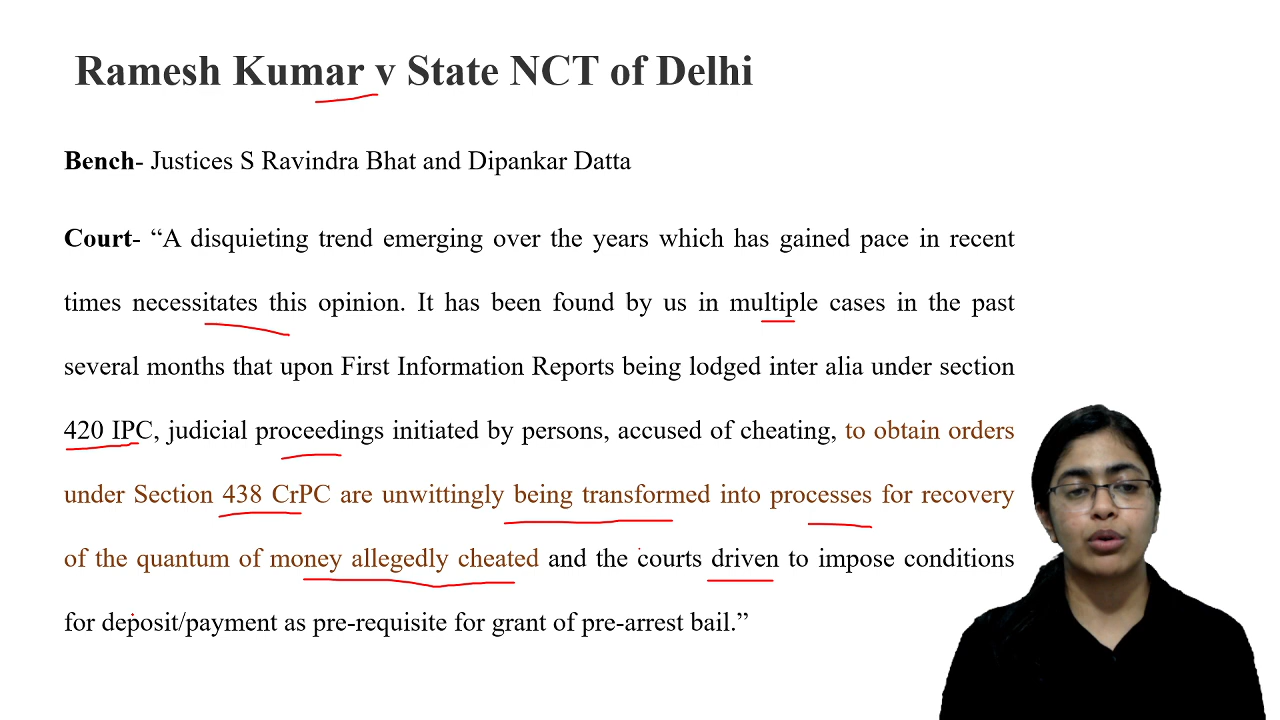 Ramesh Kumar v State NCT of Delhi
Bench- Justices S Ravindra Bhat and Dipankar Datta
Court- “A disquieting trend emerging over the years which has gained pace in recent
times necessitates this opinion. It has been found by us in multiple cases in the past
several months that upon First Information Reports being lodged inter alia under section
420 IPC, judicial proceedings initiated by persons, accused of cheating, to obtain orders
under Section 438 CrPC are unwittingly being transformed into processes for recovery
of the quantum of money allegedly cheated and the courts driven to impose conditions
for deposit/payment as pre-requisite for grant of pre-arrest bail.”